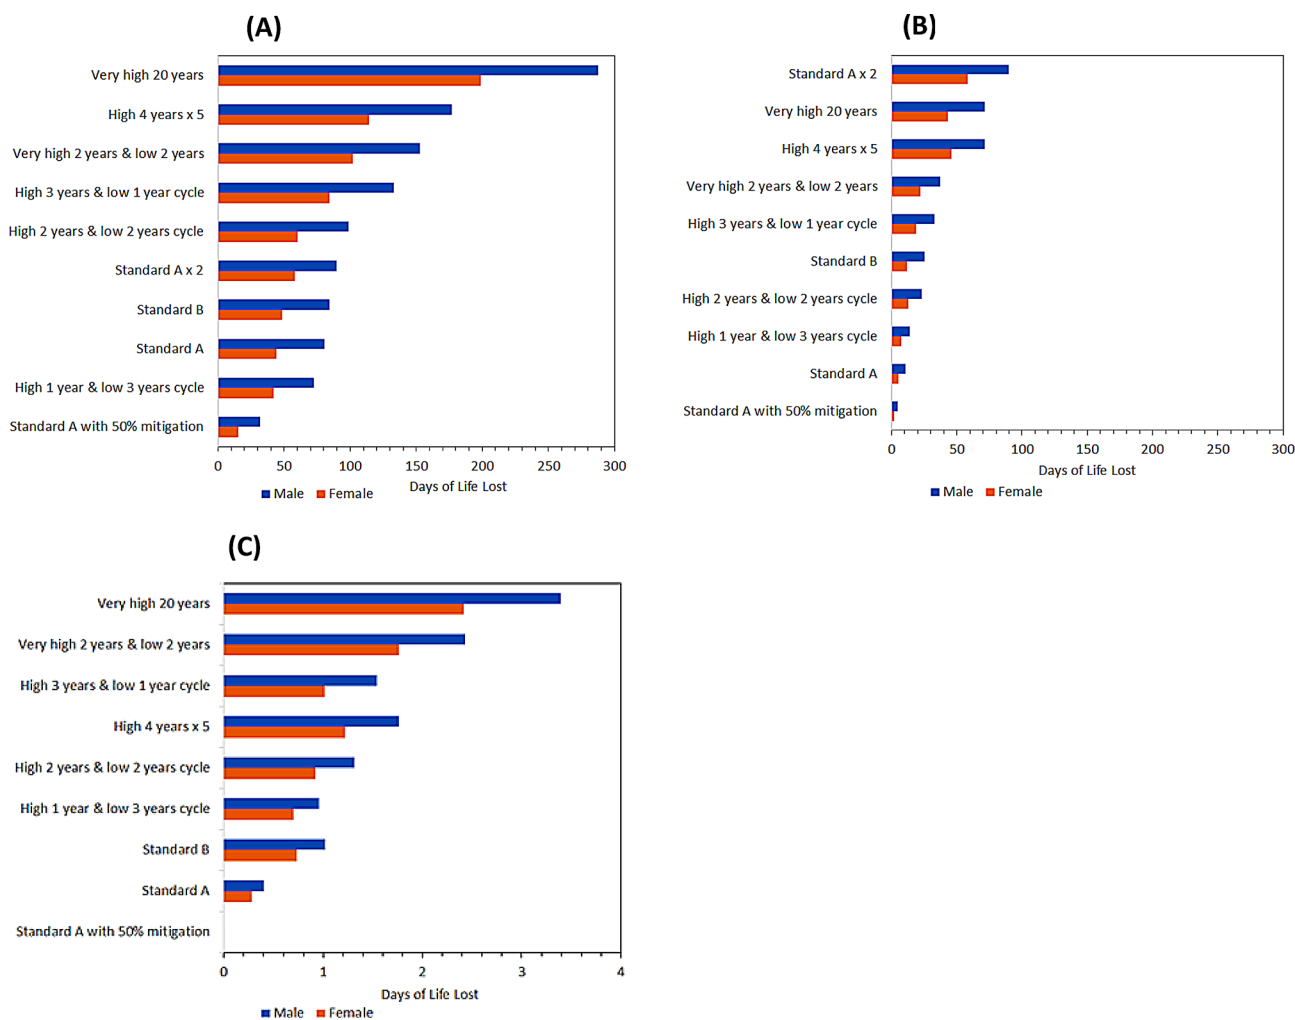 (A)
Very high 20 years
High 4 years x 5
Very high 2 years & low 2 years
High 3 years & low 1 year cycle
High 2 years & low 2 years cycle
Standard A x 2
Standard B
Standard A
High 1 year & low 3 years cycle
Standard A with 50% mitigation
0 50 100 150 200 250 300
Days of Life Lost
Male Female
(B)
Standard A x 2
Very high 20 years
High 4 years x 5
Very high 2 years & low 2 years
High 3 years & low 1 year cycle
Standard B
High 2 years & low 2 years cycle
High 1 year & low 3 years cycle
Standard A
Standard A with 50% mitigation
0 50 100 150 200 250 300
Days of Life Lost
Male Female
(C)
Very high 20 years
Very high 2 years & low 2 years
High 3 years & low 1 year cycle
High 4 years x 5
High 2 years & low 2 years cycle
High 1 year & low 3 years cycle
Standard B
Standard A
Standard A with 50% mitigation
0 1 2 3 4
Days of Life Lost
Male Female